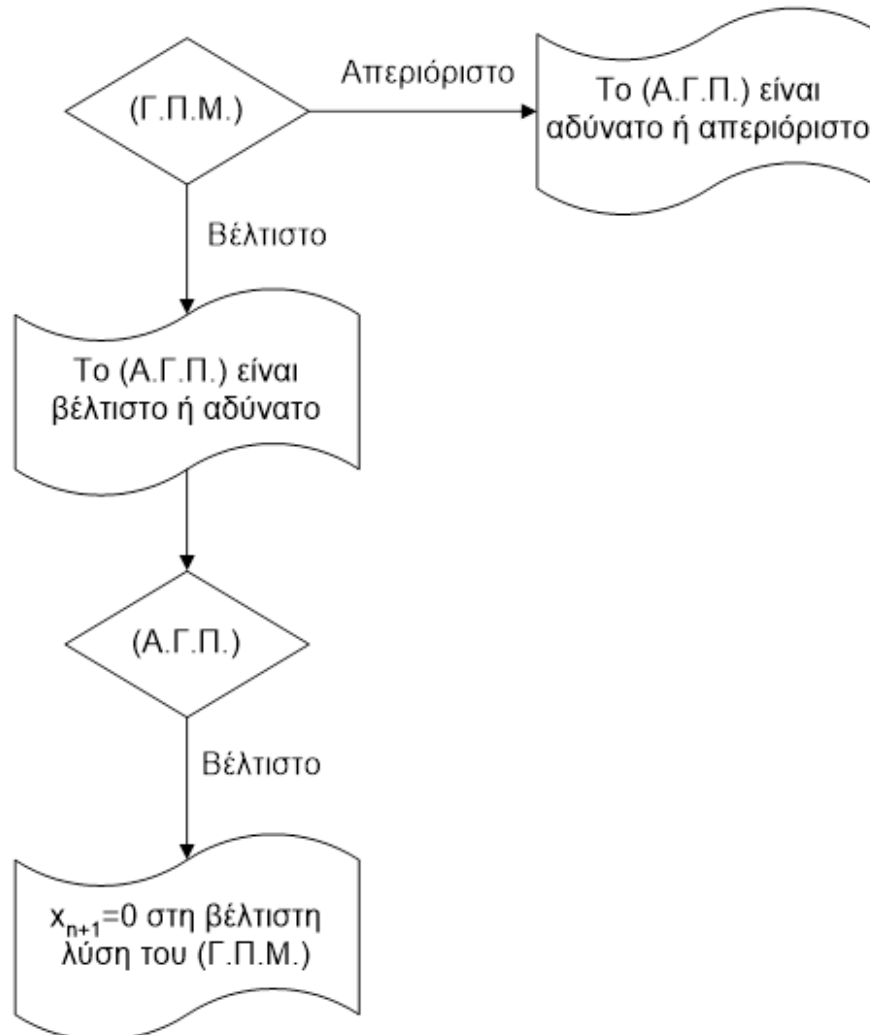 (Γ.Π.Μ.)
Απεριόριστο
Το (Α.Γ.Π.) είναι
αδύνατο ή απεριόριστο
Βέλτιστο
Το (Α.Γ.Π.) είναι
βέλτιστο ή αδύνατο
(Α.Γ.Π.)
Βέλτιστο
xₙ₊₁=0 στη βέλτιστη
λύση του (Γ.Π.Μ.)